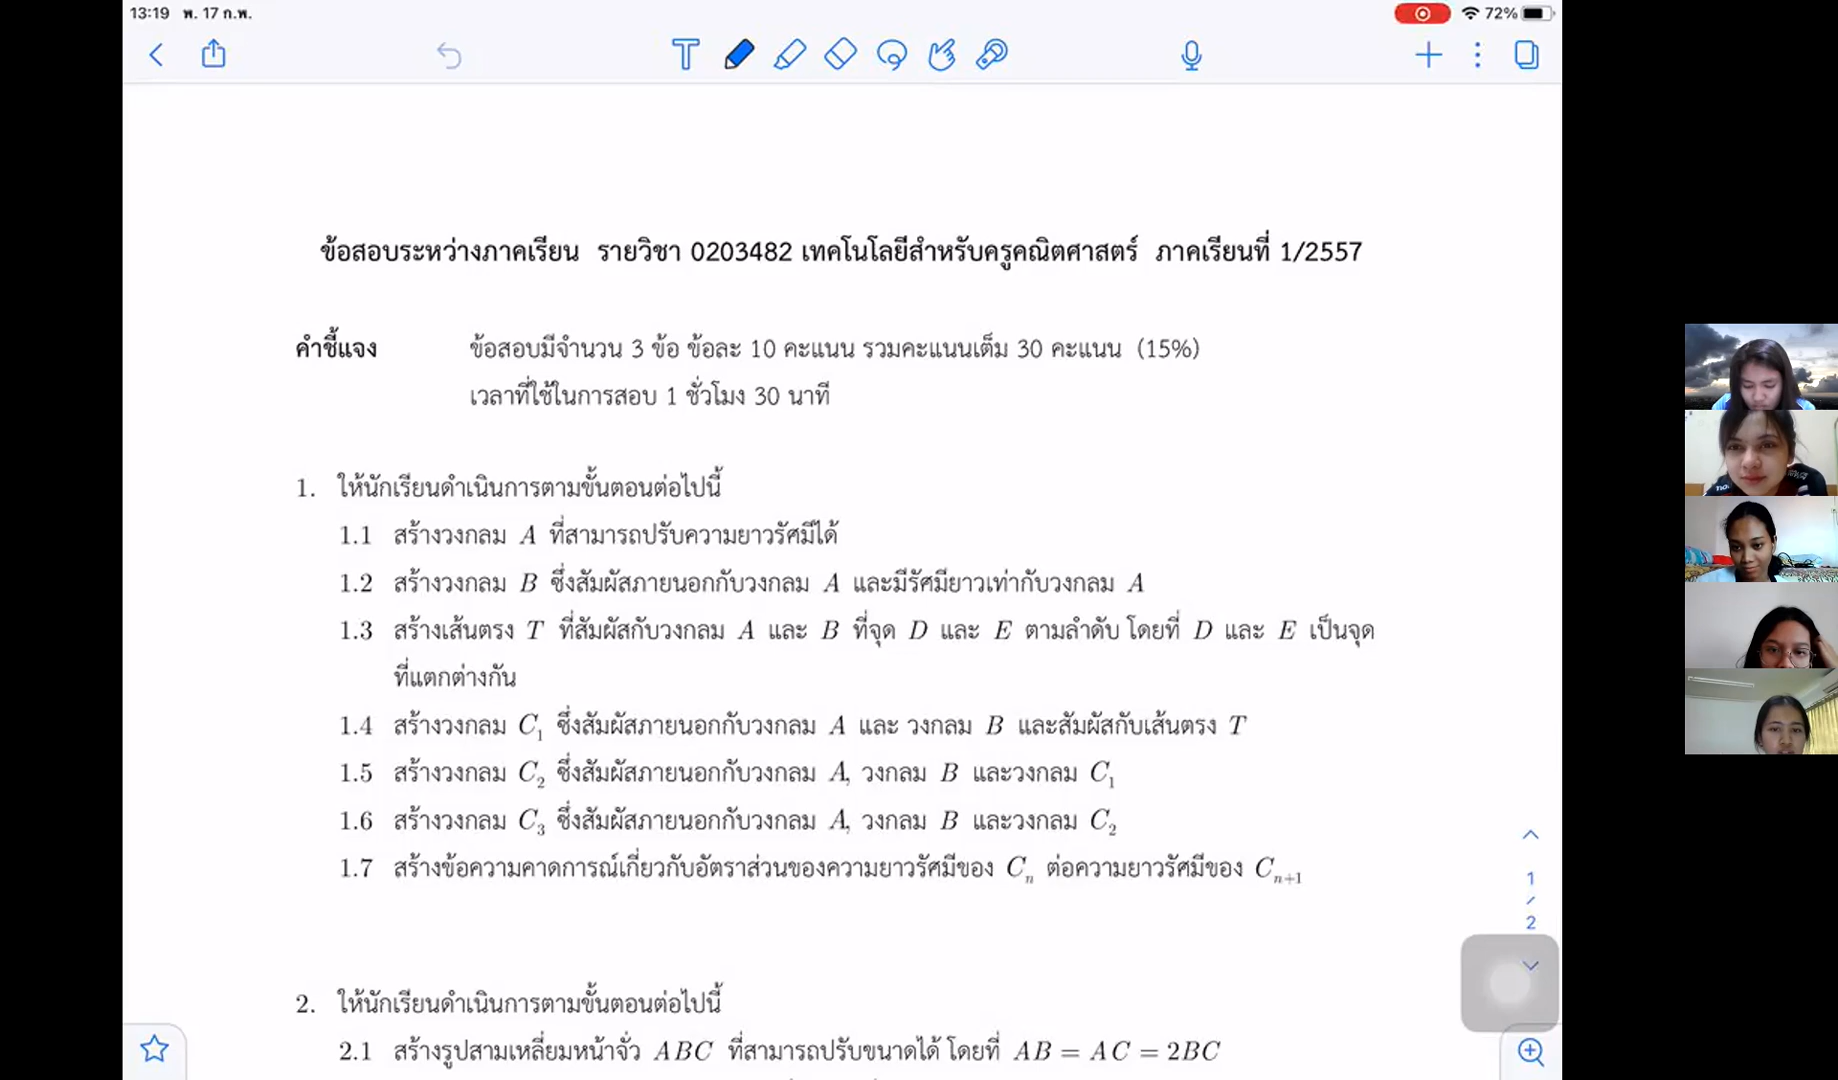 13:19 พ. 17 ก.พ.
72%
ข้อสอบระหว่างภาคเรียน รายวิชา 0203482 เทคโนโลยีสำหรับครูคณิตศาสตร์ ภาคเรียนที่ 1/2557
คำชี้แจง ข้อสอบมีจำนวน 3 ข้อ ข้อละ 10 คะแนน รวมคะแนนเต็ม 30 คะแนน (15%)
เวลาที่ใช้ในการสอบ 1 ชั่วโมง 30 นาที
1. ให้นักเรียนดำเนินการตามขั้นตอนต่อไปนี้
1.1 สร้างวงกลม A ที่สามารถปรับความยาวรัศมีได้
1.2 สร้างวงกลม B ซึ่งสัมผัสภายนอกกับวงกลม A และมีรัศมียาวเท่ากับวงกลม A
1.3 สร้างเส้นตรง T ที่สัมผัสกับวงกลม A และ B ที่จุด D และ E ตามลำดับ โดยที่ D และ E เป็นจุด
ที่แตกต่างกัน
1.4 สร้างวงกลม C₁ ซึ่งสัมผัสภายนอกกับวงกลม A และ วงกลม B และสัมผัสกับเส้นตรง T
1.5 สร้างวงกลม C₂ ซึ่งสัมผัสภายนอกกับวงกลม A, วงกลม B และวงกลม C₁
1.6 สร้างวงกลม C₃ ซึ่งสัมผัสภายนอกกับวงกลม A, วงกลม B และวงกลม C₂
1.7 สร้างข้อความคาดการณ์เกี่ยวกับอัตราส่วนของความยาวรัศมีของ Cₙ ต่อความยาวรัศมีของ Cₙ₊₁
1
/
2
2. ให้นักเรียนดำเนินการตามขั้นตอนต่อไปนี้
2.1 สร้างรูปสามเหลี่ยมหน้าจั่ว ABC ที่สามารถปรับขนาดได้ โดยที่ AB = AC = 2BC